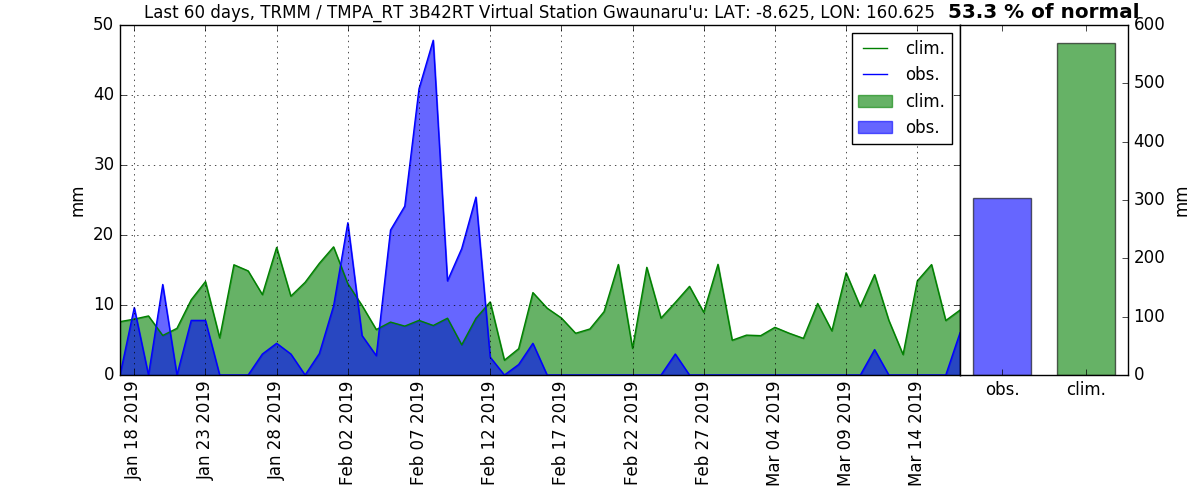 Last 60 days, TRMM / TMPA_RT 3B42RT Virtual Station Gwaunaru'u: LAT: -8.625, LON: 160.625
53.3 % of normal
50
40
30
20
10
0
mm
clim.
obs.
clim.
obs.
Jan 18 2019
Jan 23 2019
Jan 28 2019
Feb 02 2019
Feb 07 2019
Feb 12 2019
Feb 17 2019
Feb 22 2019
Feb 27 2019
Mar 04 2019
Mar 09 2019
Mar 14 2019
600
500
400
300
200
100
0
mm
obs.
clim.